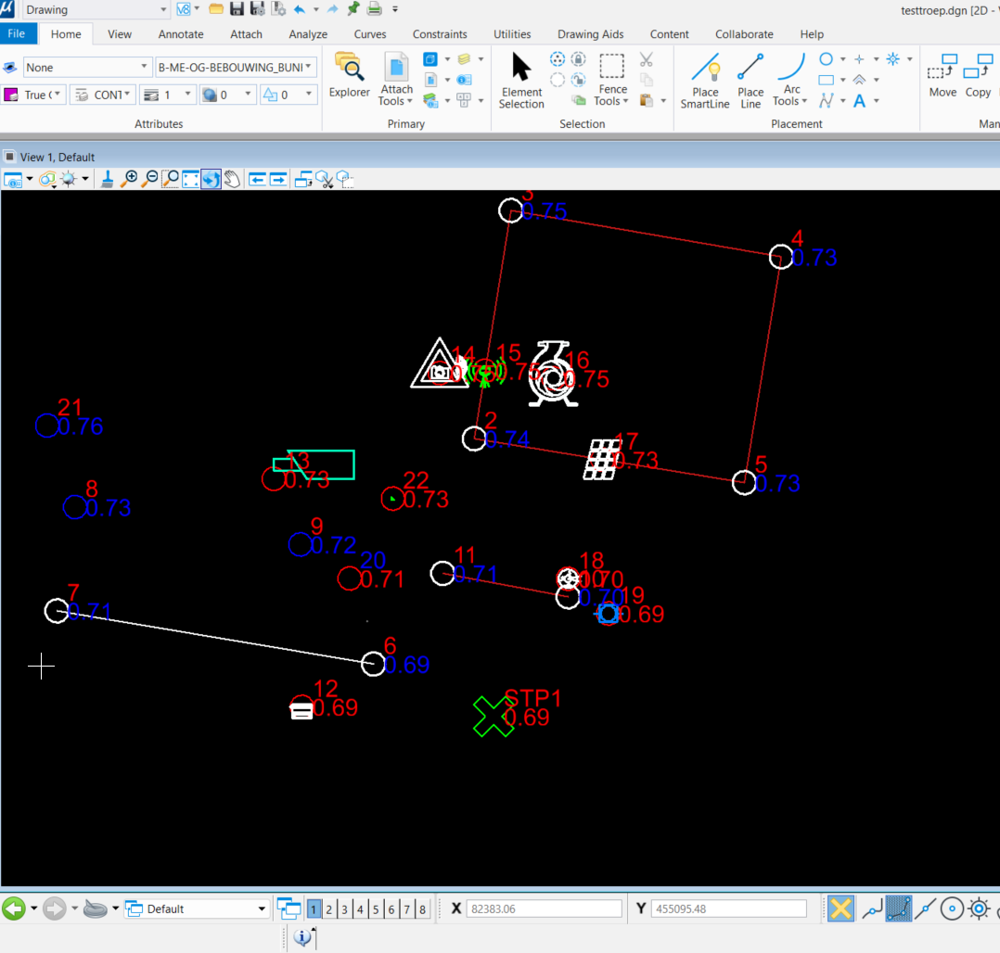 Drawing
testtroep.dgn [2D -
File Home View Annotate Attach Analyze Curves Constraints Utilities Drawing Aids Content Collaborate Help
None
B-ME-OG-BEBOUWING_BUNI
Explorer
Attach Tools
Element Selection
Fence Tools
Place SmartLine
Place Line
Arc Tools
Move Copy
1 0 0
Attributes Primary Selection Placement
View 1, Default
3
0.75
4
0.73
14
15
16
0.75
2
0.74
17
0.73
5
0.73
21
0.76
13
0.73
22
0.73
8
0.73
9
0.72
20
0.71
11
0.71
18
0.70
19
0.69
7
0.71
6
0.69
12
0.69
STP1
0.69
Default
1 2 3 4 5 6 7 8
X 82383.06
Y 455095.48